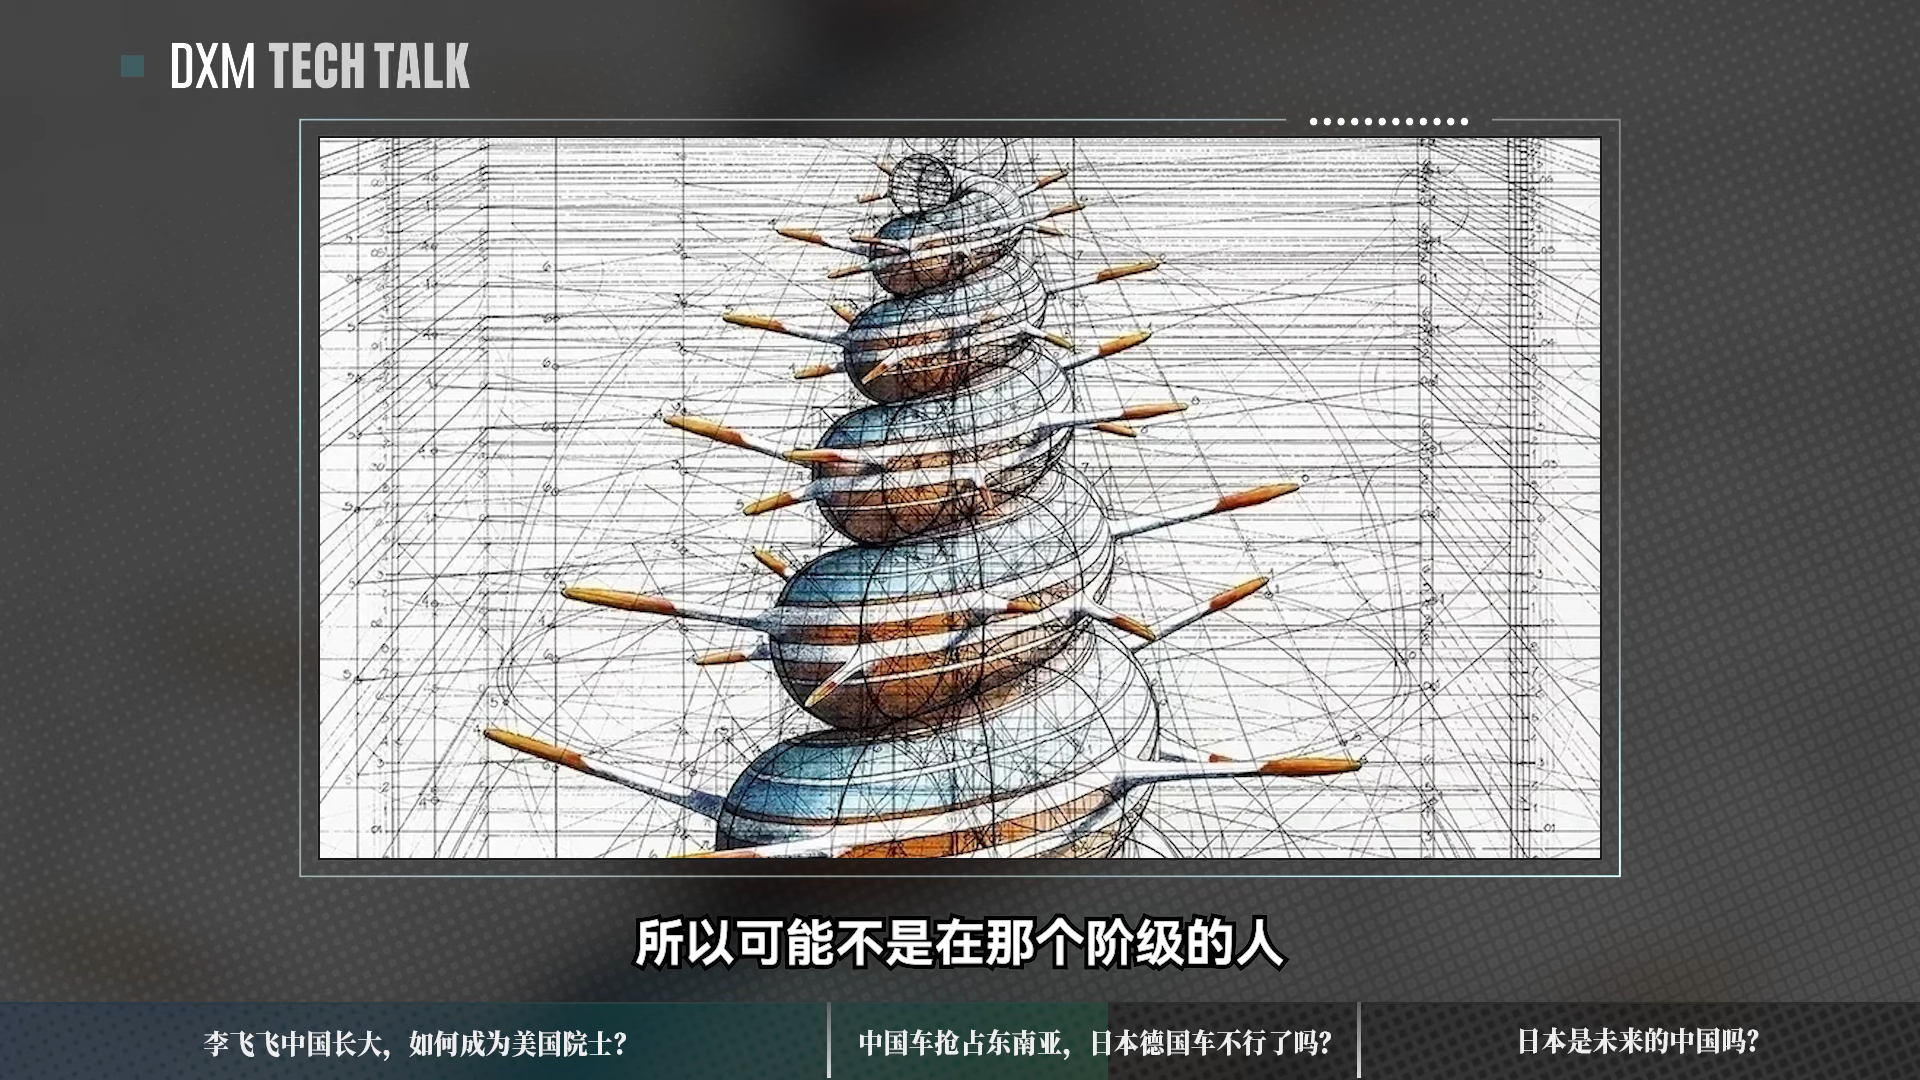 DXM TECH TALK
所以可能不是在那个阶级的人
李飞飞中国长大，如何成为美国院士？
中国车抢占东南亚，日本德国车不行了吗？
日本是未来的中国吗？